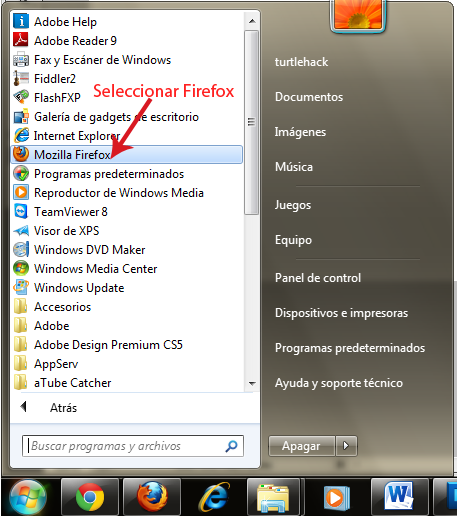 Adobe Help
Adobe Reader 9
Fax y Escáner de Windows
Fiddler2
FlashFXP
Seleccionar Firefox
Galería de gadgets de escritorio
Internet Explorer
Mozilla Firefox
Programas predeterminados
Reproductor de Windows Media
TeamViewer 8
Visor de XPS
Windows DVD Maker
Windows Media Center
Windows Update
Accesorios
Adobe
Adobe Design Premium CS5
AppServ
aTube Catcher
Atrás
Buscar programas y archivos
turtlehack
Documentos
Imágenes
Música
Juegos
Equipo
Panel de control
Dispositivos e impresoras
Programas predeterminados
Ayuda y soporte técnico
Apagar